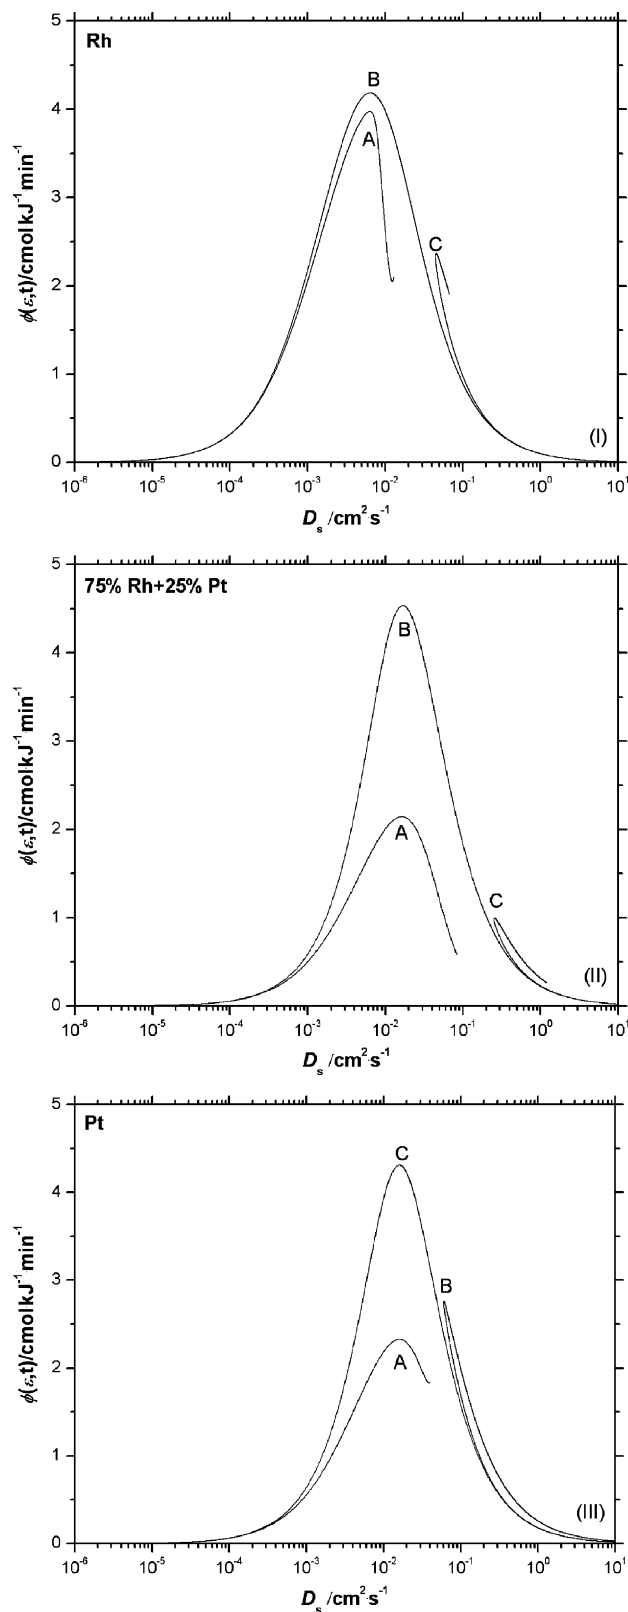 Rh
5
4
3
2
1
0
ϕ(ε,t)/cmol kJ⁻¹ min⁻¹
B
A
C
(I)
10⁻⁶ 10⁻⁵ 10⁻⁴ 10⁻³ 10⁻² 10⁻¹ 10⁰ 10¹
Dₛ /cm² s⁻¹
75% Rh+25% Pt
5
4
3
2
1
0
ϕ(ε,t)/cmol kJ⁻¹ min⁻¹
B
A
C
(II)
10⁻⁶ 10⁻⁵ 10⁻⁴ 10⁻³ 10⁻² 10⁻¹ 10⁰ 10¹
Dₛ /cm² s⁻¹
Pt
5
4
3
2
1
0
ϕ(ε,t)/cmol kJ⁻¹ min⁻¹
C
B
A
(III)
10⁻⁶ 10⁻⁵ 10⁻⁴ 10⁻³ 10⁻² 10⁻¹ 10⁰ 10¹
Dₛ /cm² s⁻¹